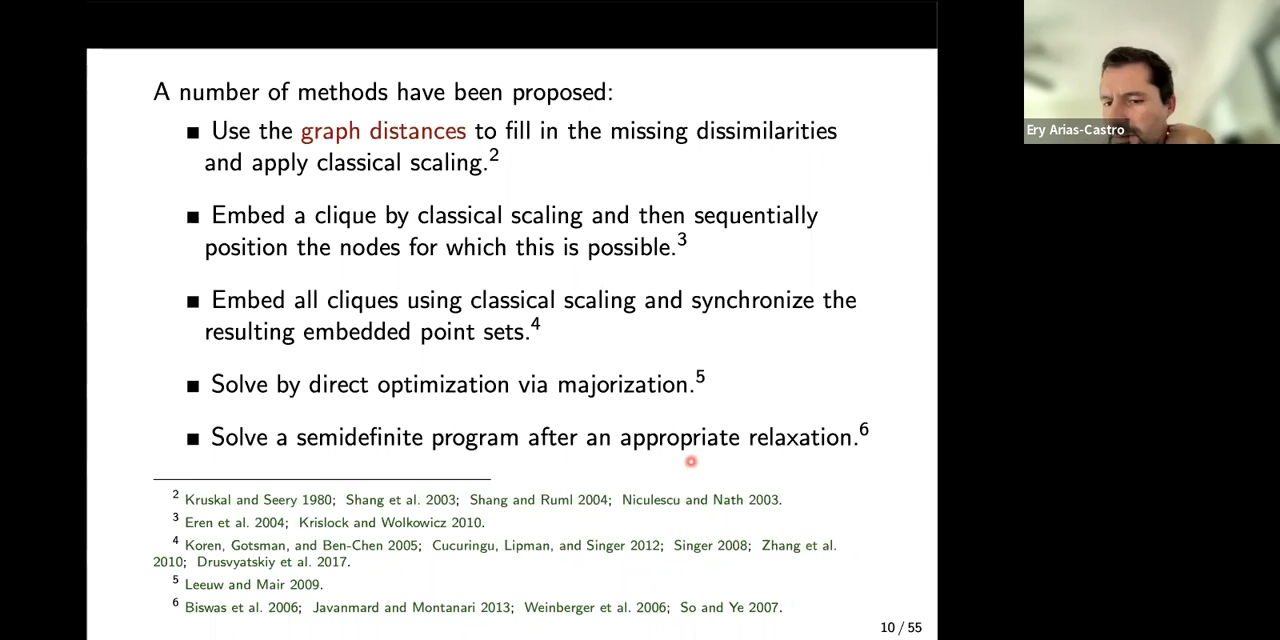 A number of methods have been proposed:
■ Use the graph distances to fill in the missing dissimilarities
and apply classical scaling.2
■ Embed a clique by classical scaling and then sequentially
position the nodes for which this is possible.3
■ Embed all cliques using classical scaling and synchronize the
resulting embedded point sets.4
■ Solve by direct optimization via majorization.5
■ Solve a semidefinite program after an appropriate relaxation.6
2 Kruskal and Seery 1980; Shang et al. 2003; Shang and Ruml 2004; Niculescu and Nath 2003.
3 Eren et al. 2004; Krislock and Wolkowicz 2010.
4 Koren, Gotsman, and Ben-Chen 2005; Cucuringu, Lipman, and Singer 2012; Singer 2008; Zhang et al.
2010; Drusvyatskiy et al. 2017.
5 Leeuw and Mair 2009.
6 Biswas et al. 2006; Javanmard and Montanari 2013; Weinberger et al. 2006; So and Ye 2007.
10 / 55
Ery Arias-Castro